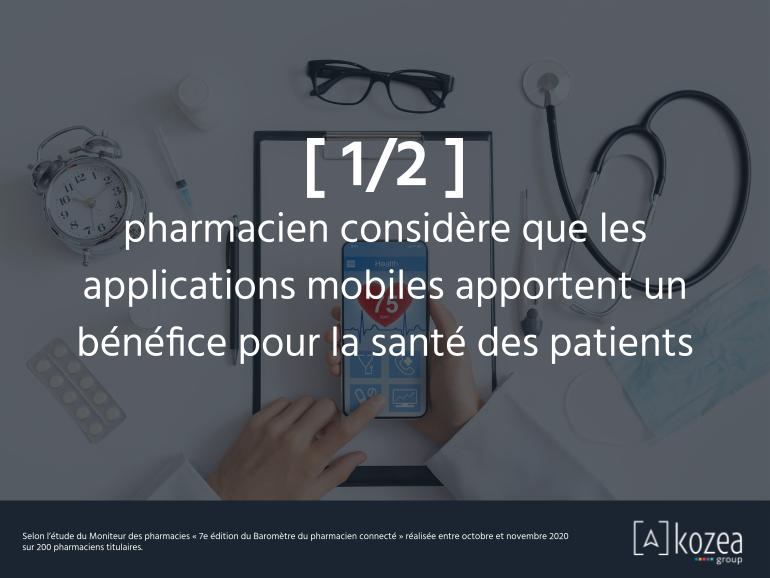 [ 1/2 ]
pharmacien considère que les
applications mobiles apportent un
bénéfice pour la santé des patients
Health
75
Selon l'étude du Moniteur des pharmacies « 7e édition du Baromètre du pharmacien connecté » réalisée entre octobre et novembre 2020
sur 200 pharmaciens titulaires.
[A] kozea
group